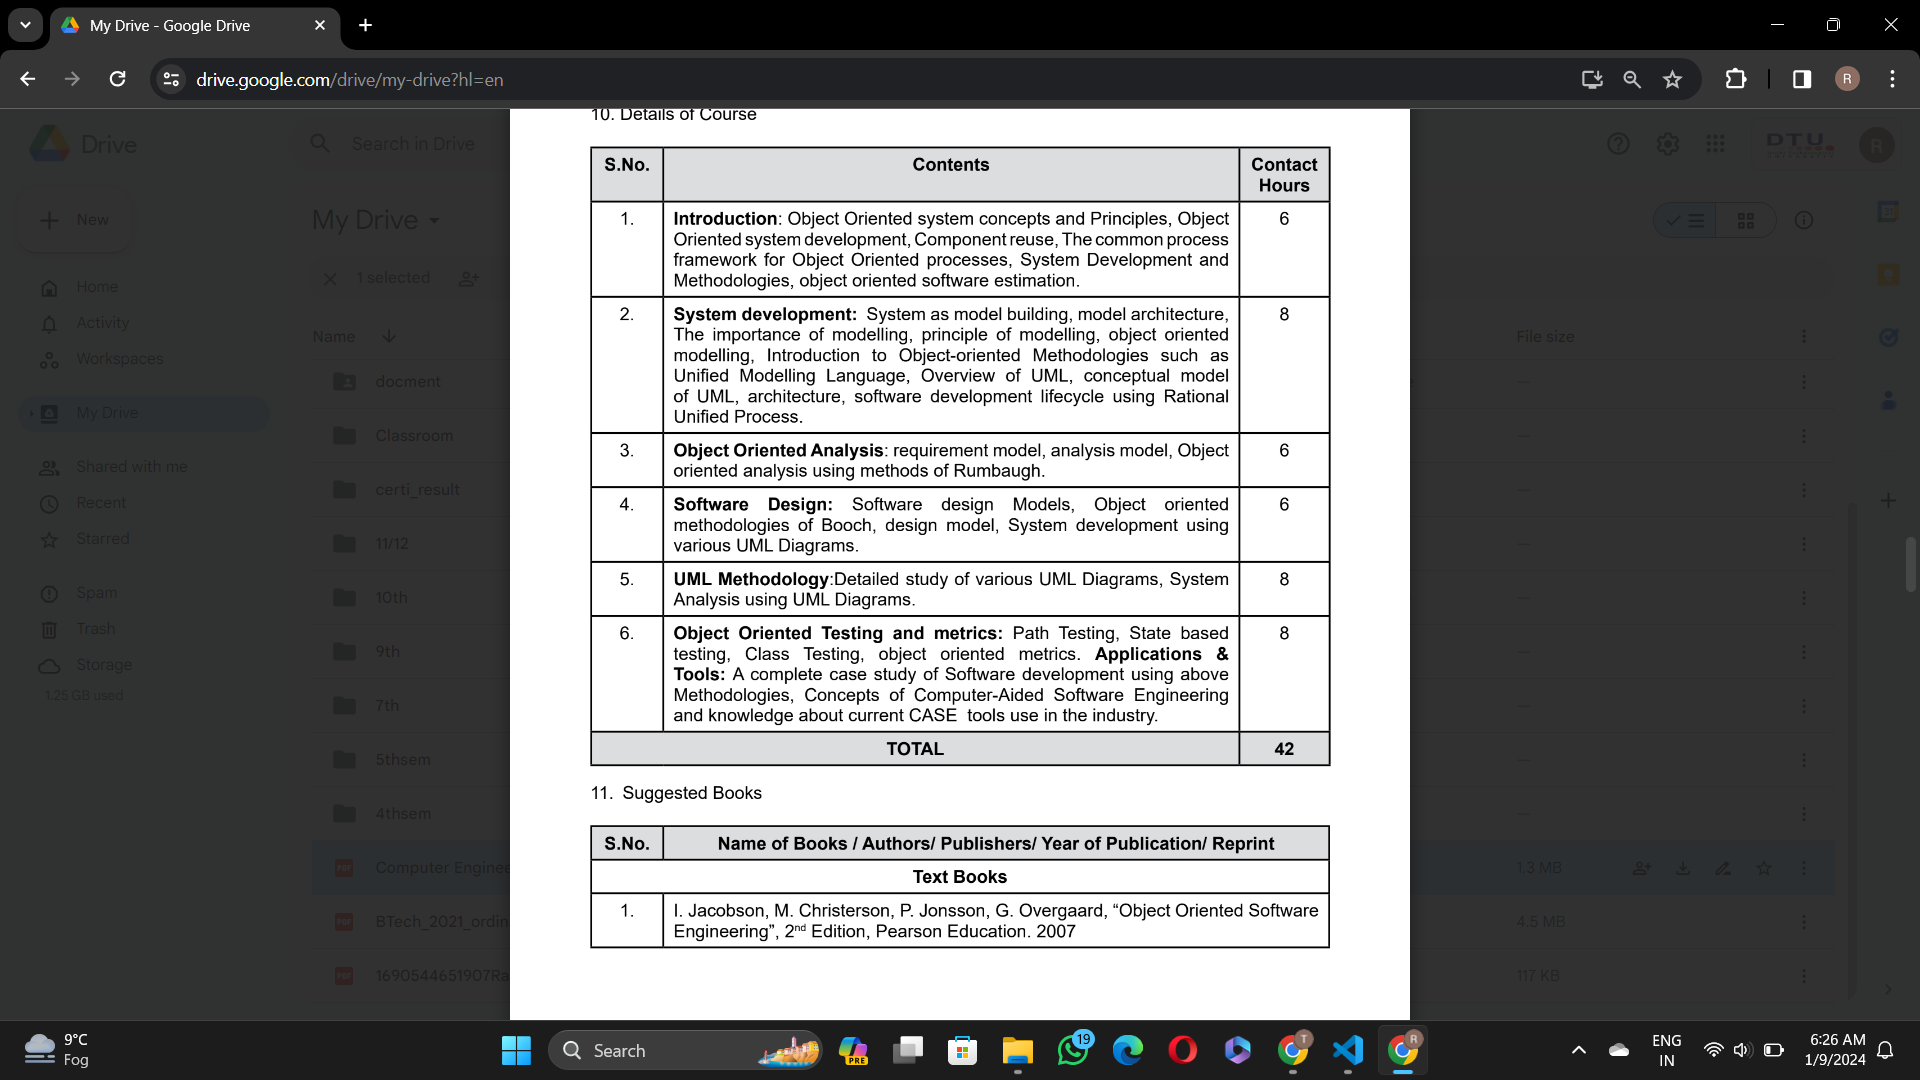 My Drive - Google Drive
drive.google.com/drive/my-drive?hl=en
R
Drive
Search in Drive
DTU
R
New
My Drive
1 selected
Home
Activity
Workspaces
My Drive
Shared with me
Recent
Starred
Spam
Trash
Storage
1.25 GB used
Name
File size
docment
Classroom
certi_result
11/12
10th
9th
7th
5thsem
4thsem
Computer Enginee
1.3 MB
BTech_2021_ordin
4.5 MB
1690544651907Ra
117 KB
10. Details of Course
S.No. Contents Contact
Hours
1. Introduction: Object Oriented system concepts and Principles, Object 6
Oriented system development, Component reuse, The common process
framework for Object Oriented processes, System Development and
Methodologies, object oriented software estimation.
2. System development: System as model building, model architecture, 8
The importance of modelling, principle of modelling, object oriented
modelling, Introduction to Object-oriented Methodologies such as
Unified Modelling Language, Overview of UML, conceptual model
of UML, architecture, software development lifecycle using Rational
Unified Process.
3. Object Oriented Analysis: requirement model, analysis model, Object 6
oriented analysis using methods of Rumbaugh.
4. Software Design: Software design Models, Object oriented 6
methodologies of Booch, design model, System development using
various UML Diagrams.
5. UML Methodology:Detailed study of various UML Diagrams, System 8
Analysis using UML Diagrams.
6. Object Oriented Testing and metrics: Path Testing, State based 8
testing, Class Testing, object oriented metrics. Applications &
Tools: A complete case study of Software development using above
Methodologies, Concepts of Computer-Aided Software Engineering
and knowledge about current CASE tools use in the industry.
TOTAL 42
11. Suggested Books
S.No. Name of Books / Authors/ Publishers/ Year of Publication/ Reprint
Text Books
1. I. Jacobson, M. Christerson, P. Jonsson, G. Overgaard, “Object Oriented Software
Engineering”, 2nd Edition, Pearson Education. 2007
9°C
Fog
Search
PRE
19
T
R
ENG
IN
6:26 AM
1/9/2024